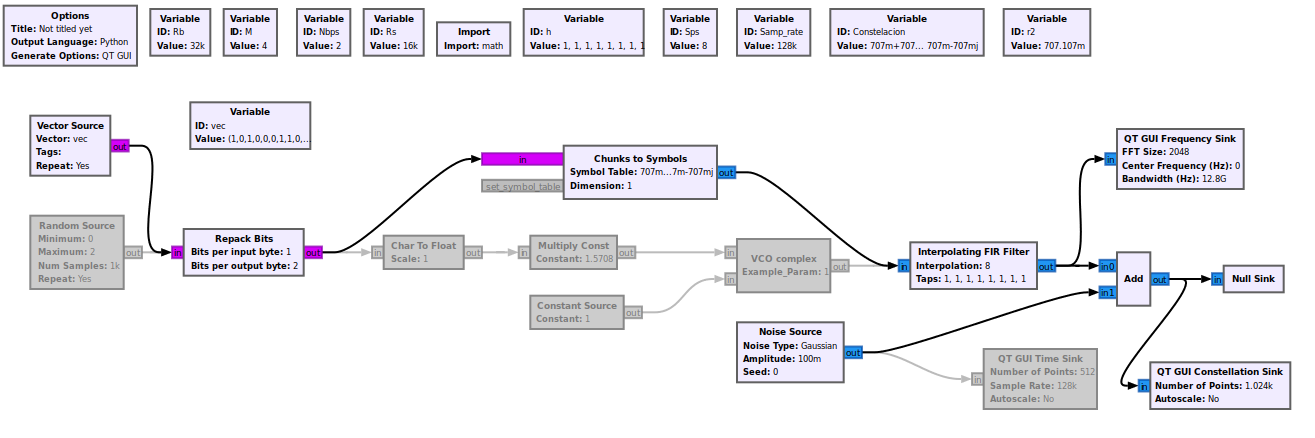 Options
Title: Not titled yet
Output Language: Python
Generate Options: QT GUI
Variable
ID: Rb
Value: 32k
Variable
ID: M
Value: 4
Variable
ID: Nbps
Value: 2
Variable
ID: Rs
Value: 16k
Import
Import: math
Variable
ID: h
Value: 1, 1, 1, 1, 1, 1, 1, 1
Variable
ID: Sps
Value: 8
Variable
ID: Samp_rate
Value: 128k
Variable
ID: Constelacion
Value: 707m+707... 707m-707mj
Variable
ID: r2
Value: 707.107m
Vector Source
Vector: vec
Tags:
Repeat: Yes
out
Variable
ID: vec
Value: (1,0,1,0,0,0,1,1,0,...
Random Source
Minimum: 0
Maximum: 2
Num Samples: 1k
Repeat: Yes
out
in
Repack Bits
Bits per input byte: 1
Bits per output byte: 2
out
in
set_symbol_table
Chunks to Symbols
Symbol Table: 707m...7m-707mj
Dimension: 1
out
in
Char To Float
Scale: 1
out
in
Multiply Const
Constant: 1.5708
out
Constant Source
Constant: 1
out
in
in
VCO complex
Example_Param: 1
out
in
Interpolating FIR Filter
Interpolation: 8
Taps: 1, 1, 1, 1, 1, 1, 1, 1
out
Noise Source
Noise Type: Gaussian
Amplitude: 100m
Seed: 0
out
in
QT GUI Frequency Sink
FFT Size: 2048
Center Frequency (Hz): 0
Bandwidth (Hz): 12.8G
in0
in1
Add
out
in
Null Sink
in
QT GUI Time Sink
Number of Points: 512
Sample Rate: 128k
Autoscale: No
in
QT GUI Constellation Sink
Number of Points: 1.024k
Autoscale: No